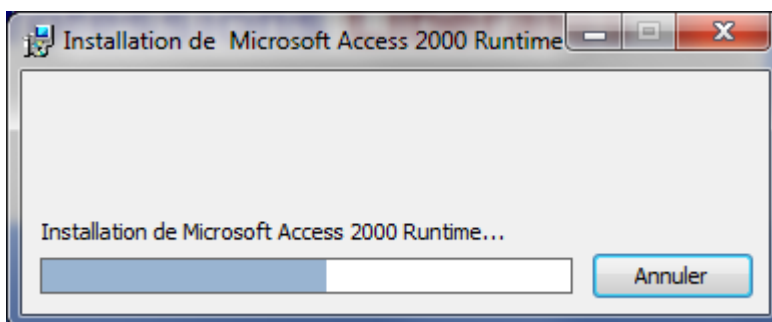 Installation de  Microsoft Access 2000 Runtime
Installation de Microsoft Access 2000 Runtime...
Annuler